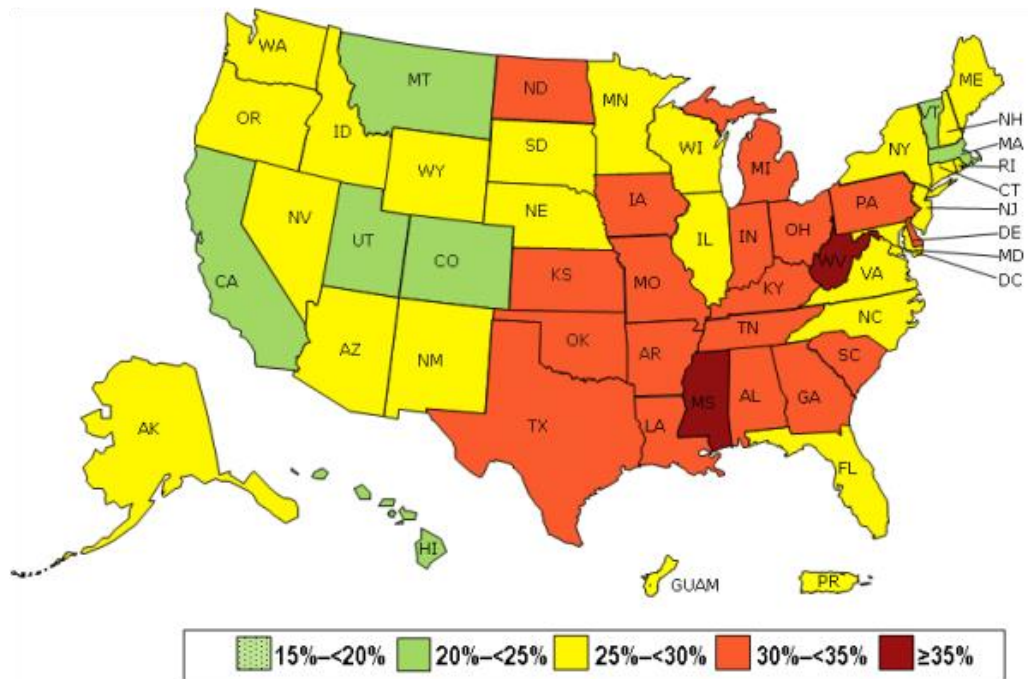 WA
MT
ND
MN
ME
VT
NH
OR
ID
SD
WI
NY
MA
WY
MI
RI
CT
NV
NE
IA
PA
NJ
UT
CO
IL
IN
OH
DE
CA
KS
MO
WV
VA
MD
KY
DC
AZ
NM
OK
AR
TN
NC
SC
TX
LA
MS
AL
GA
AK
FL
HI
GUAM
PR
15%–<20% 20%–<25% 25%–<30% 30%–<35% ≥35%